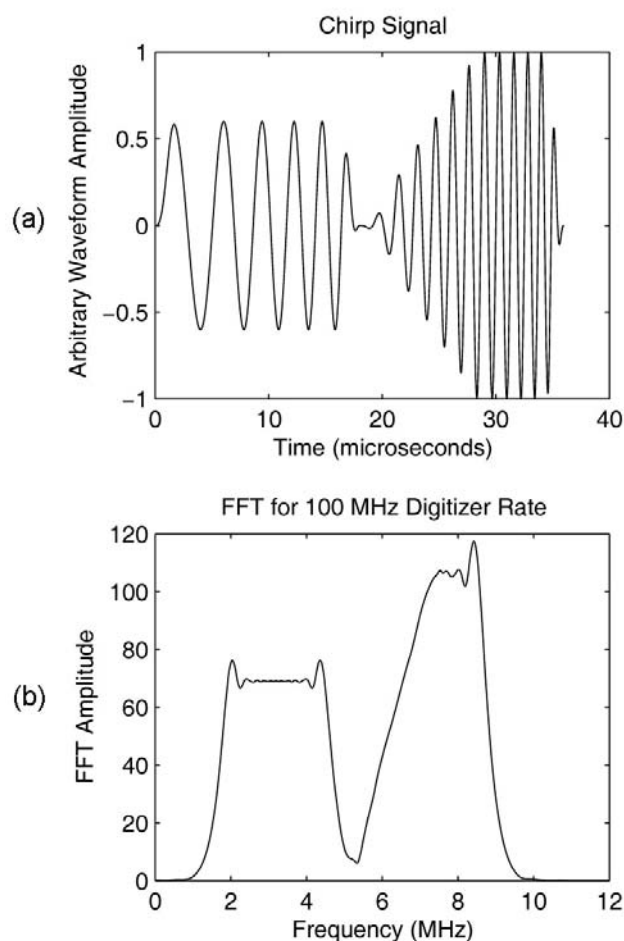 Chirp Signal
(a)
Arbitrary Waveform Amplitude
1
0.5
0
−0.5
−1
0 10 20 30 40
Time (microseconds)
FFT for 100 MHz Digitizer Rate
(b)
FFT Amplitude
120
100
80
60
40
20
0
0 2 4 6 8 10 12
Frequency (MHz)